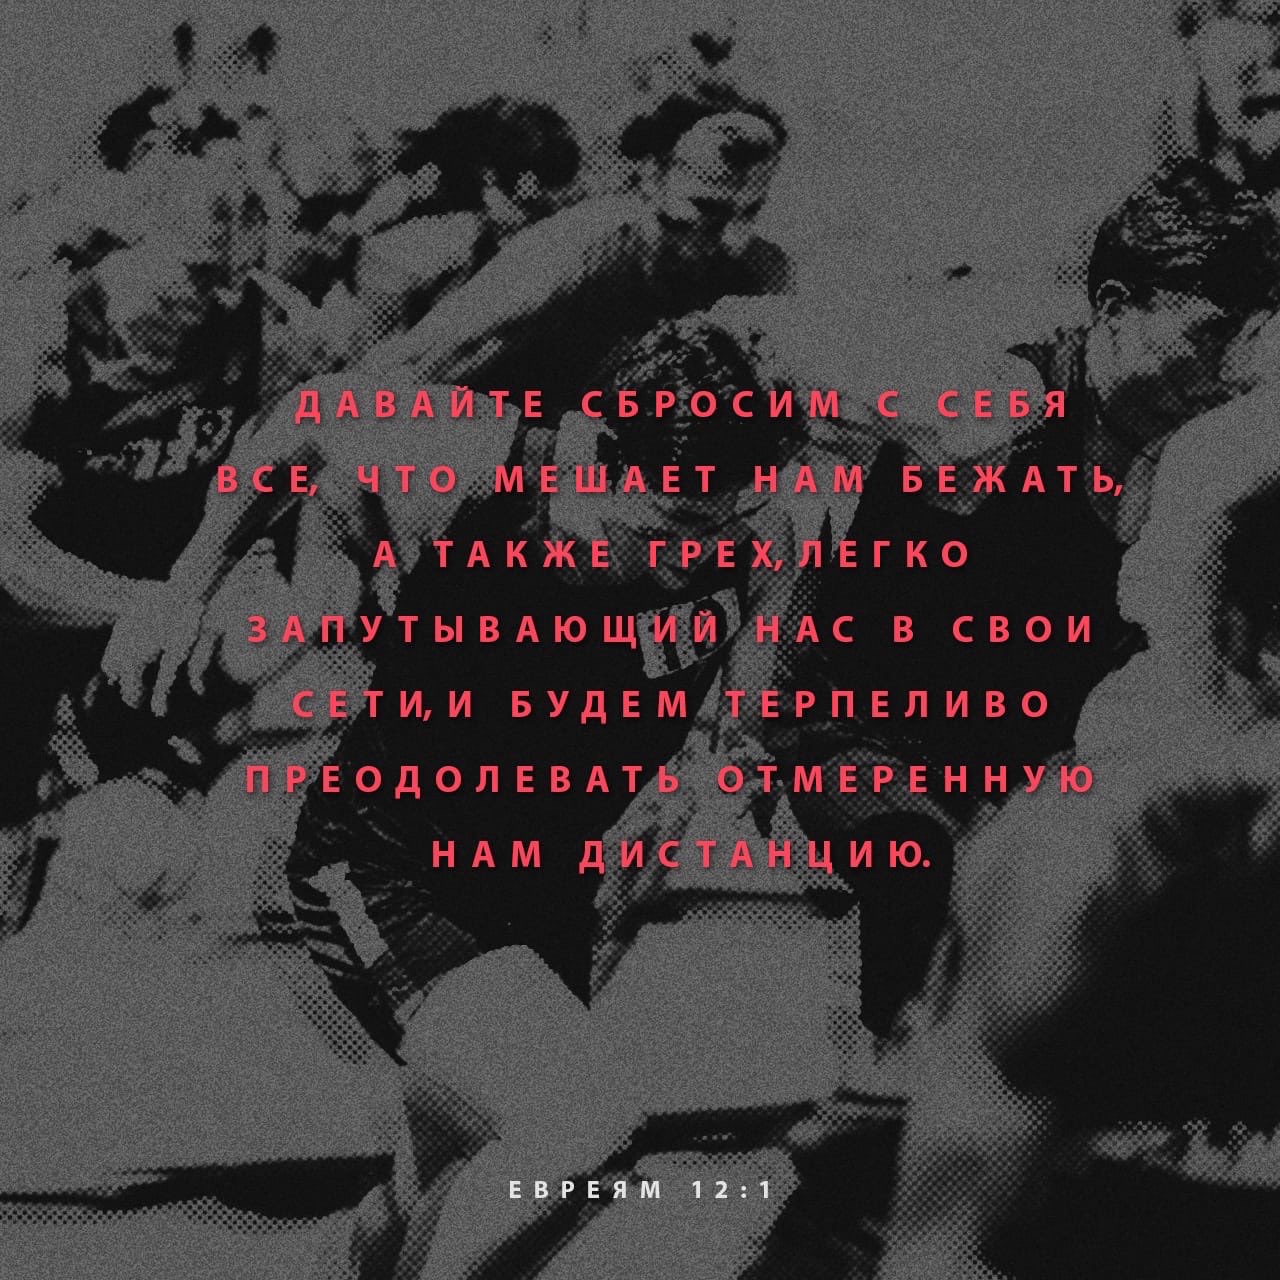 ДАВАЙТЕ СБРОСИМ С СЕБЯ
ВСЕ, ЧТО МЕШАЕТ НАМ БЕЖАТЬ,
А ТАКЖЕ ГРЕХ, ЛЕГКО
ЗАПУТЫВАЮЩИЙ НАС В СВОИ
СЕТИ, И БУДЕМ ТЕРПЕЛИВО
ПРЕОДОЛЕВАТЬ ОТМЕРЕННУЮ
НАМ ДИСТАНЦИЮ.
ЕВРЕЯМ 12:1